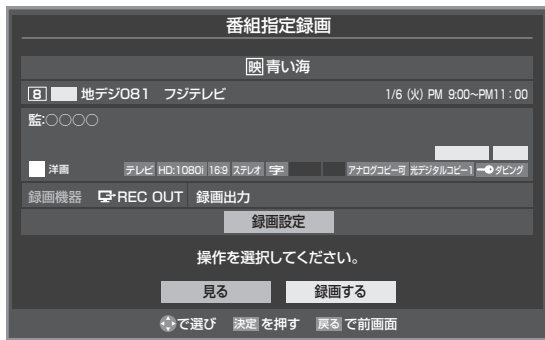 番組指定録画
映 青い海
8 地デジ081 フジテレビ 1/6 (火) PM 9:00~PM11:00
監:○○○○
洋画 テレビ HD:1080i 16:9 ステレオ 字 アナログコピー可 光デジタルコピー1 ダビング
録画機器 REC OUT 録画出力
録画設定
操作を選択してください。
見る 録画する
で選び 決定 を押す 戻る で前画面